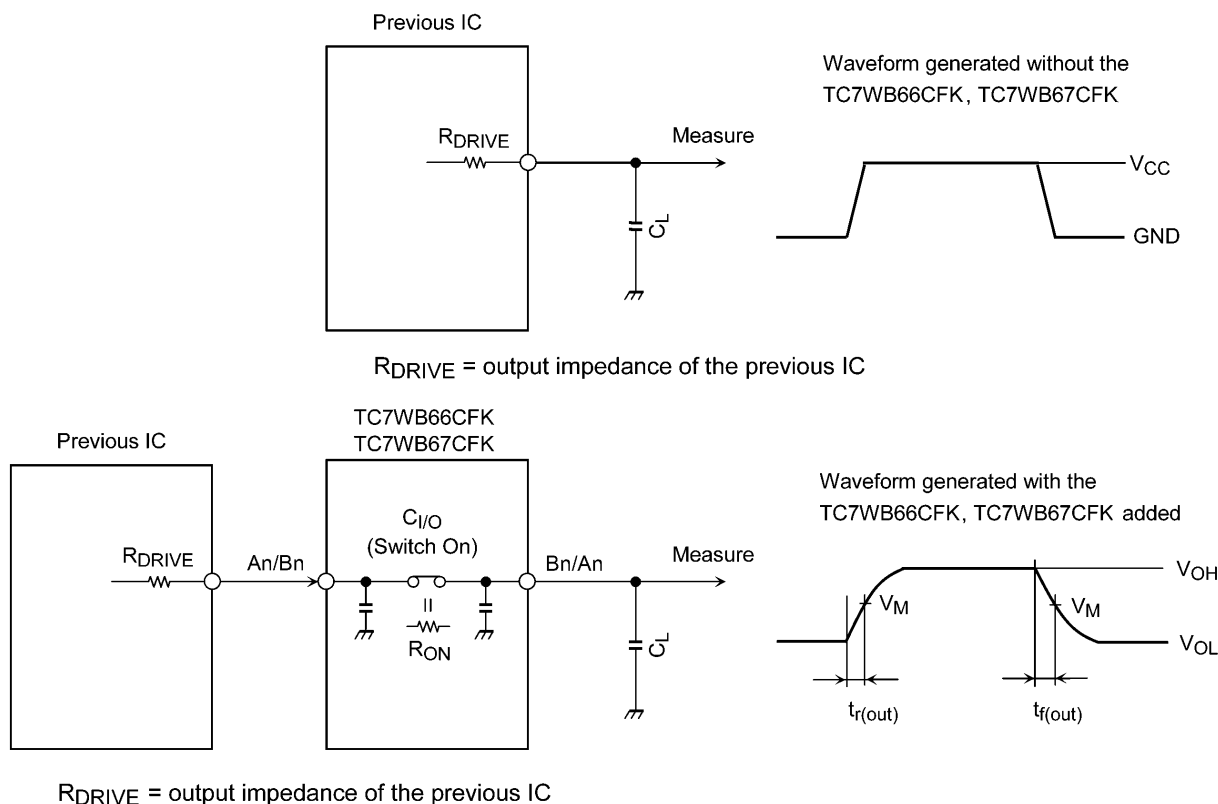 Previous IC
Waveform generated without the
TC7WB66CFK, TC7WB67CFK
RDRIVE
Measure
VCC
CL
GND
RDRIVE = output impedance of the previous IC
TC7WB66CFK
TC7WB67CFK
Previous IC
Waveform generated with the
TC7WB66CFK, TC7WB67CFK added
CI/O
(Switch On)
RDRIVE
An/Bn
Bn/An
Measure
VOH
VM
VM
RON
CL
VOL
tr(out)
tf(out)
RDRIVE = output impedance of the previous IC